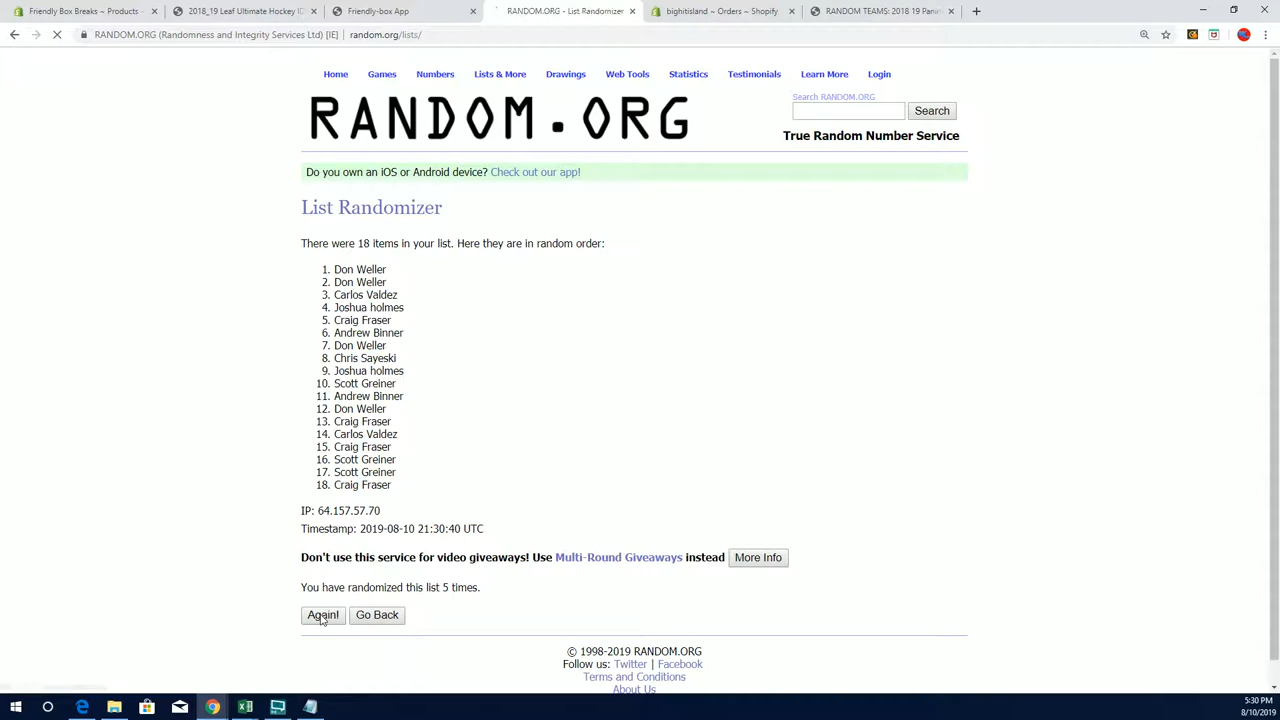 Friendly Box Breaks ~ Products
2018_19 Leaf Ultimate Hockey
Friendly-box App
RANDOM.ORG - List Randomizer
bighitisland ~ Orders ~ Shopify
RANDOM TEAMS: 2018 19 Panin
RANDOM.ORG (Randomness and Integrity Services Ltd) [IE] | random.org/lists/
Home Games Numbers Lists & More Drawings Web Tools Statistics Testimonials Learn More Login
RANDOM.ORG
Search RANDOM.ORG
Search
True Random Number Service
Do you own an iOS or Android device? Check out our app!
List Randomizer
There were 18 items in your list. Here they are in random order:
1. Don Weller
2. Don Weller
3. Carlos Valdez
4. Joshua holmes
5. Craig Fraser
6. Andrew Binner
7. Don Weller
8. Chris Sayeski
9. Joshua holmes
10. Scott Greiner
11. Andrew Binner
12. Don Weller
13. Craig Fraser
14. Carlos Valdez
15. Craig Fraser
16. Scott Greiner
17. Scott Greiner
18. Craig Fraser
IP: 64.157.57.70
Timestamp: 2019-08-10 21:30:40 UTC
Don't use this service for video giveaways! Use Multi-Round Giveaways instead More Info
You have randomized this list 5 times.
Again! Go Back
© 1998-2019 RANDOM.ORG
Follow us: Twitter | Facebook
Terms and Conditions
About Us
5:30 PM
8/10/2019